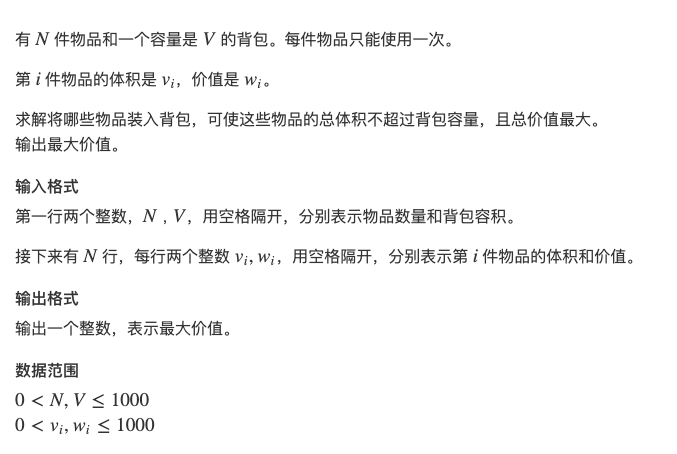 有 N 件物品和一个容量是 V 的背包。每件物品只能使用一次。
第 i 件物品的体积是 vᵢ，价值是 wᵢ。
求解将哪些物品装入背包，可使这些物品的总体积不超过背包容量，且总价值最大。
输出最大价值。
输入格式
第一行两个整数，N，V，用空格隔开，分别表示物品数量和背包容积。
接下来有 N 行，每行两个整数 vᵢ, wᵢ，用空格隔开，分别表示第 i 件物品的体积和价值。
输出格式
输出一个整数，表示最大价值。
数据范围
0 < N, V ≤ 1000
0 < vᵢ, wᵢ ≤ 1000